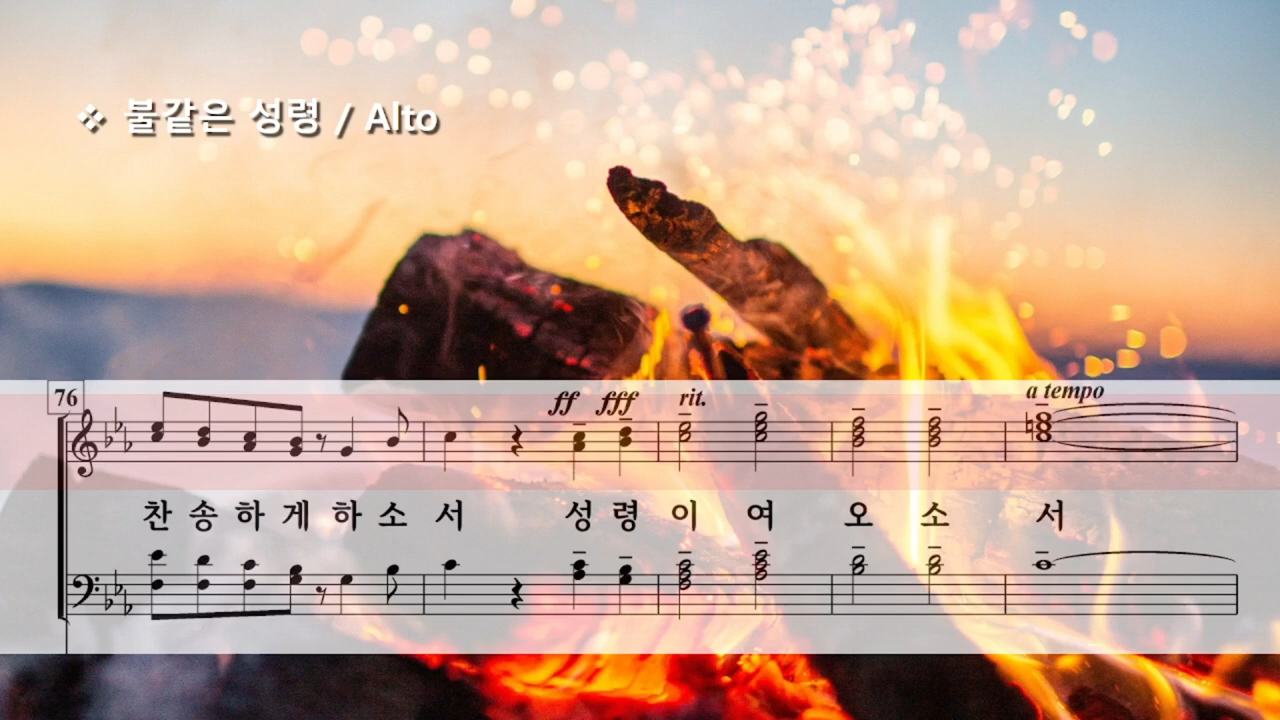 ❖ 불같은 성령 / Alto
76
ff fff rit. a tempo
찬 송 하 게 하 소 서 성 령 이 여 오 소 서